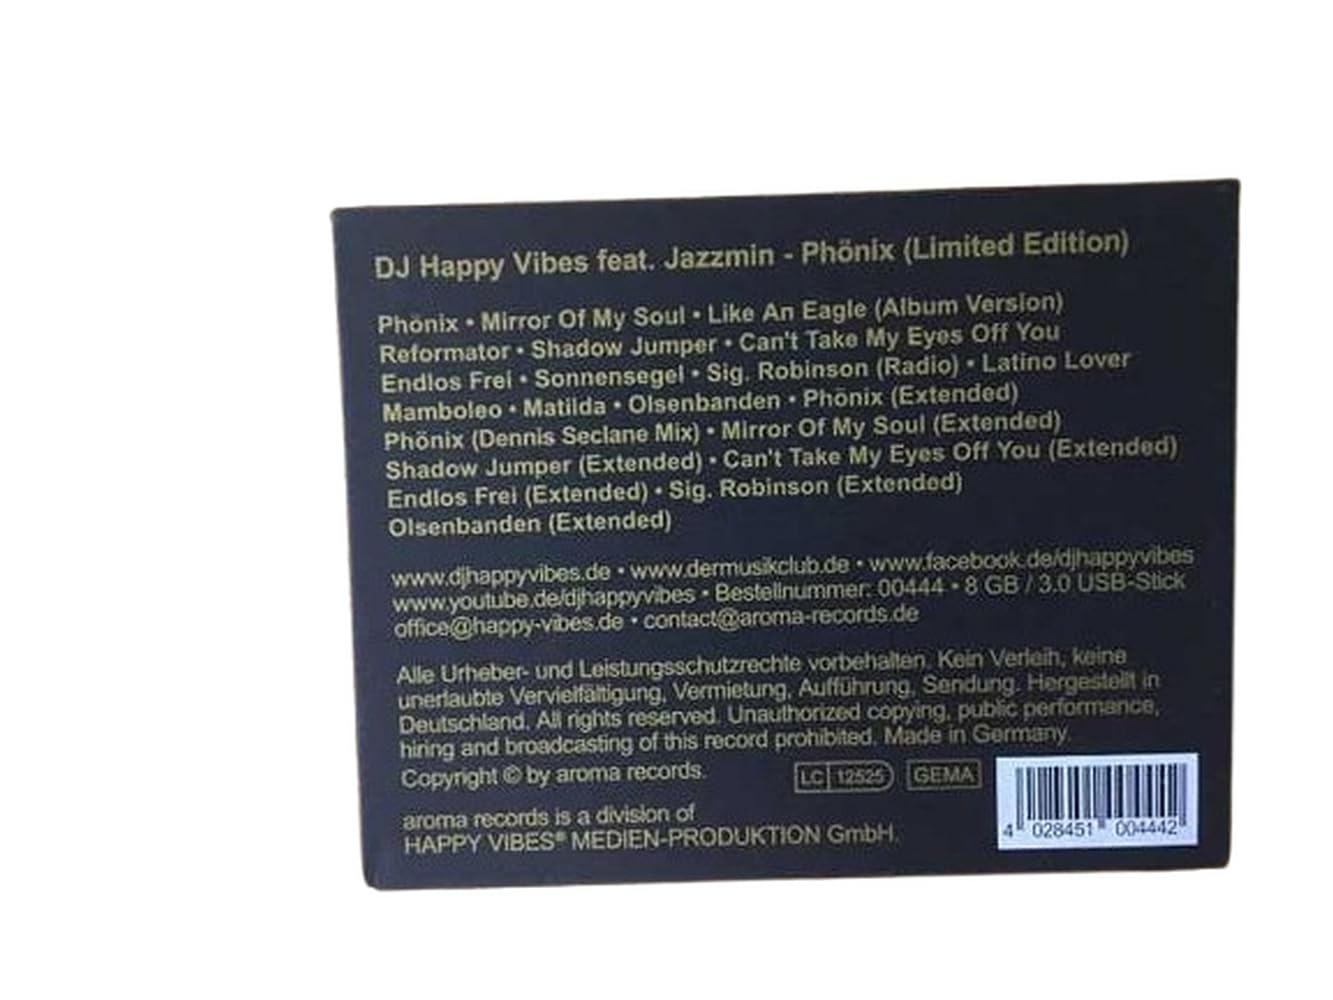 DJ Happy Vibes feat. Jazzmin - Phönix (Limited Edition)
Phönix • Mirror Of My Soul • Like An Eagle (Album Version)
Reformator • Shadow Jumper • Can't Take My Eyes Off You
Endlos Frei • Sonnensegel • Sig. Robinson (Radio) • Latino Lover
Mamboleo • Matilda • Olsenbanden • Phönix (Extended)
Phönix (Dennis Seclane Mix) • Mirror Of My Soul (Extended)
Shadow Jumper (Extended) • Can't Take My Eyes Off You (Extended)
Endlos Frei (Extended) • Sig. Robinson (Extended)
Olsenbanden (Extended)
www.djhappyvibes.de • www.dermusikclub.de • www.facebook.de/djhappyvibes
www.youtube.de/djhappyvibes • Bestellnummer: 00444 • 8 GB / 3.0 USB-Stick
office@happy-vibes.de • contact@aroma-records.de
Alle Urheber- und Leistungsschutzrechte vorbehalten. Kein Verleih, keine
unerlaubte Vervielfältigung, Vermietung, Aufführung, Sendung. Hergestellt in
Deutschland. All rights reserved. Unauthorized copying, public performance,
hiring and broadcasting of this record prohibited. Made in Germany.
Copyright © by aroma records.
LC 12525 GEMA
aroma records is a division of
HAPPY VIBES® MEDIEN-PRODUKTION GmbH.
4 028451 004442